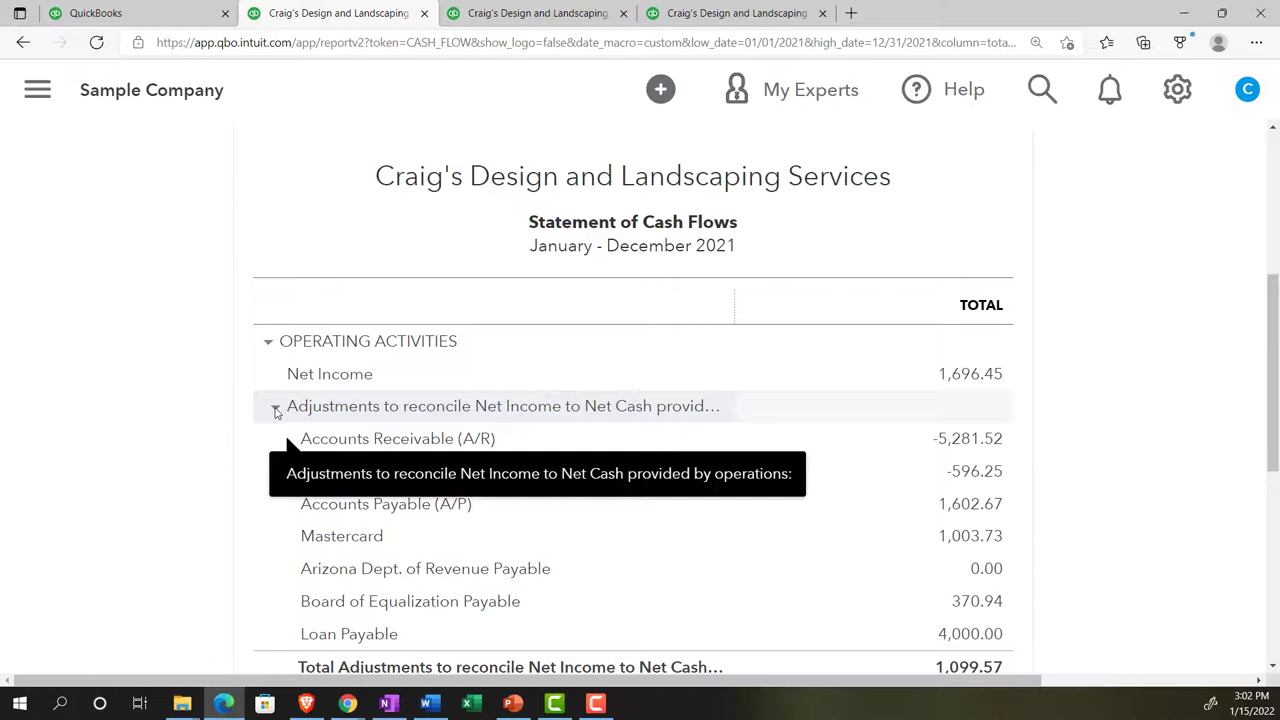 QuickBooks
Craig's Design and Landscaping
Craig's Design and Landscaping
Craig's Design and Landscaping
https://app.qbo.intuit.com/app/reportv2?token=CASH_FLOW&show_logo=false&date_macro=custom&low_date=01/01/2021&high_date=12/31/2021&column=tota...
Sample Company
My Experts
Help
C
Craig's Design and Landscaping Services
Statement of Cash Flows
January - December 2021
TOTAL
OPERATING ACTIVITIES
Net Income 1,696.45
Adjustments to reconcile Net Income to Net Cash provid...
Accounts Receivable (A/R) -5,281.52
Adjustments to reconcile Net Income to Net Cash provided by operations:
-596.25
Accounts Payable (A/P) 1,602.67
Mastercard 1,003.73
Arizona Dept. of Revenue Payable 0.00
Board of Equalization Payable 370.94
Loan Payable 4,000.00
Total Adjustments to reconcile Net Income to Net Cash... 1,099.57
3:02 PM
1/15/2022